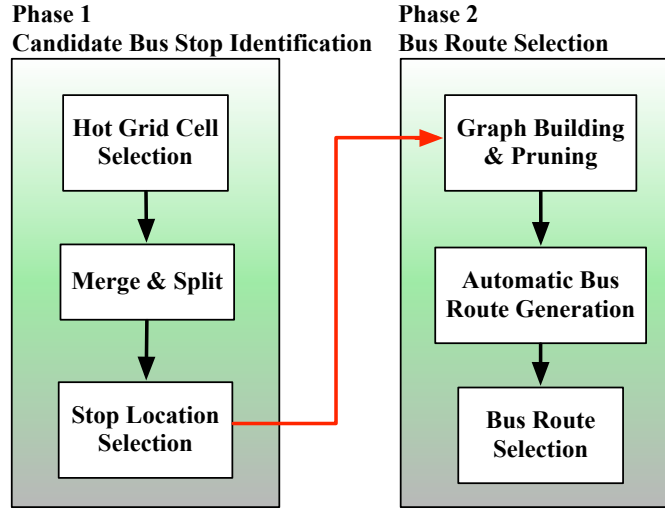 Phase 1
Candidate Bus Stop Identification
Hot Grid Cell
Selection
Merge & Split
Stop Location
Selection
Phase 2
Bus Route Selection
Graph Building
& Pruning
Automatic Bus
Route Generation
Bus Route
Selection